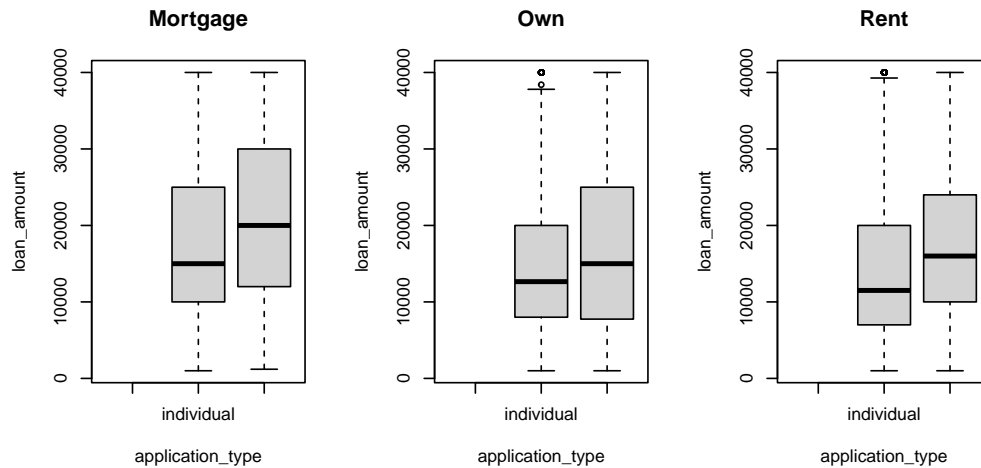 Mortgage
loan_amount
0 10000 20000 30000 40000
individual
application_type
Own
loan_amount
0 10000 20000 30000 40000
individual
application_type
Rent
loan_amount
0 10000 20000 30000 40000
individual
application_type